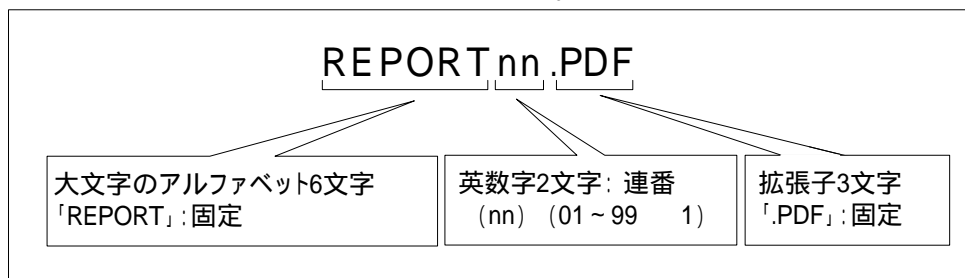 REPORTnn.PDF
大文字のアルファベット6文字
「REPORT」:固定
英数字2文字: 連番
(nn) (01~99 1)
拡張子3文字
「.PDF」:固定